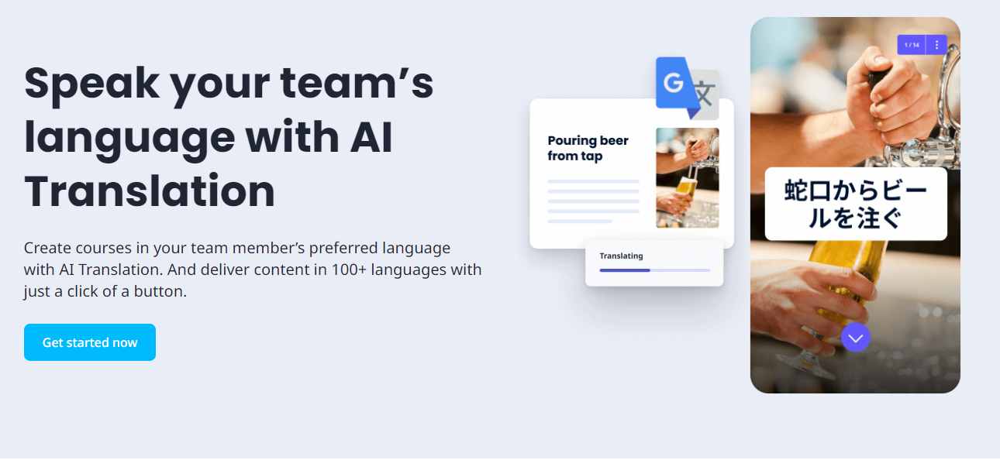 Speak your team’s
language with AI
Translation
Create courses in your team member’s preferred language
with AI Translation. And deliver content in 100+ languages with
just a click of a button.
Get started now
G 文
Pouring beer
from tap
Translating
1 / 14
蛇口からビー
ルを注ぐ